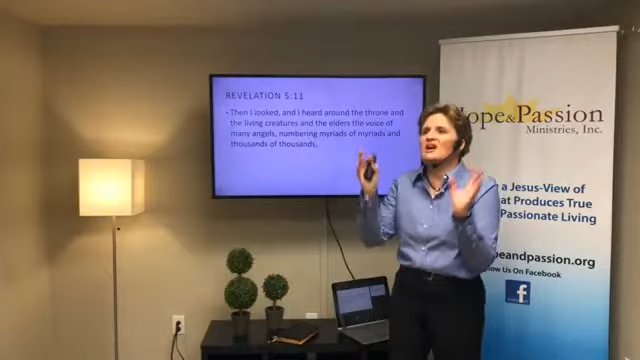 REVELATION 5:11
• Then I looked, and I heard around the throne and
the living creatures and the elders the voice of
many angels, numbering myriads of myriads and
thousands of thousands,
ope&Passion
Ministries, Inc.
a Jesus-View of
at Produces True
Passionate Living
eandpassion.org
ow Us On Facebook
f